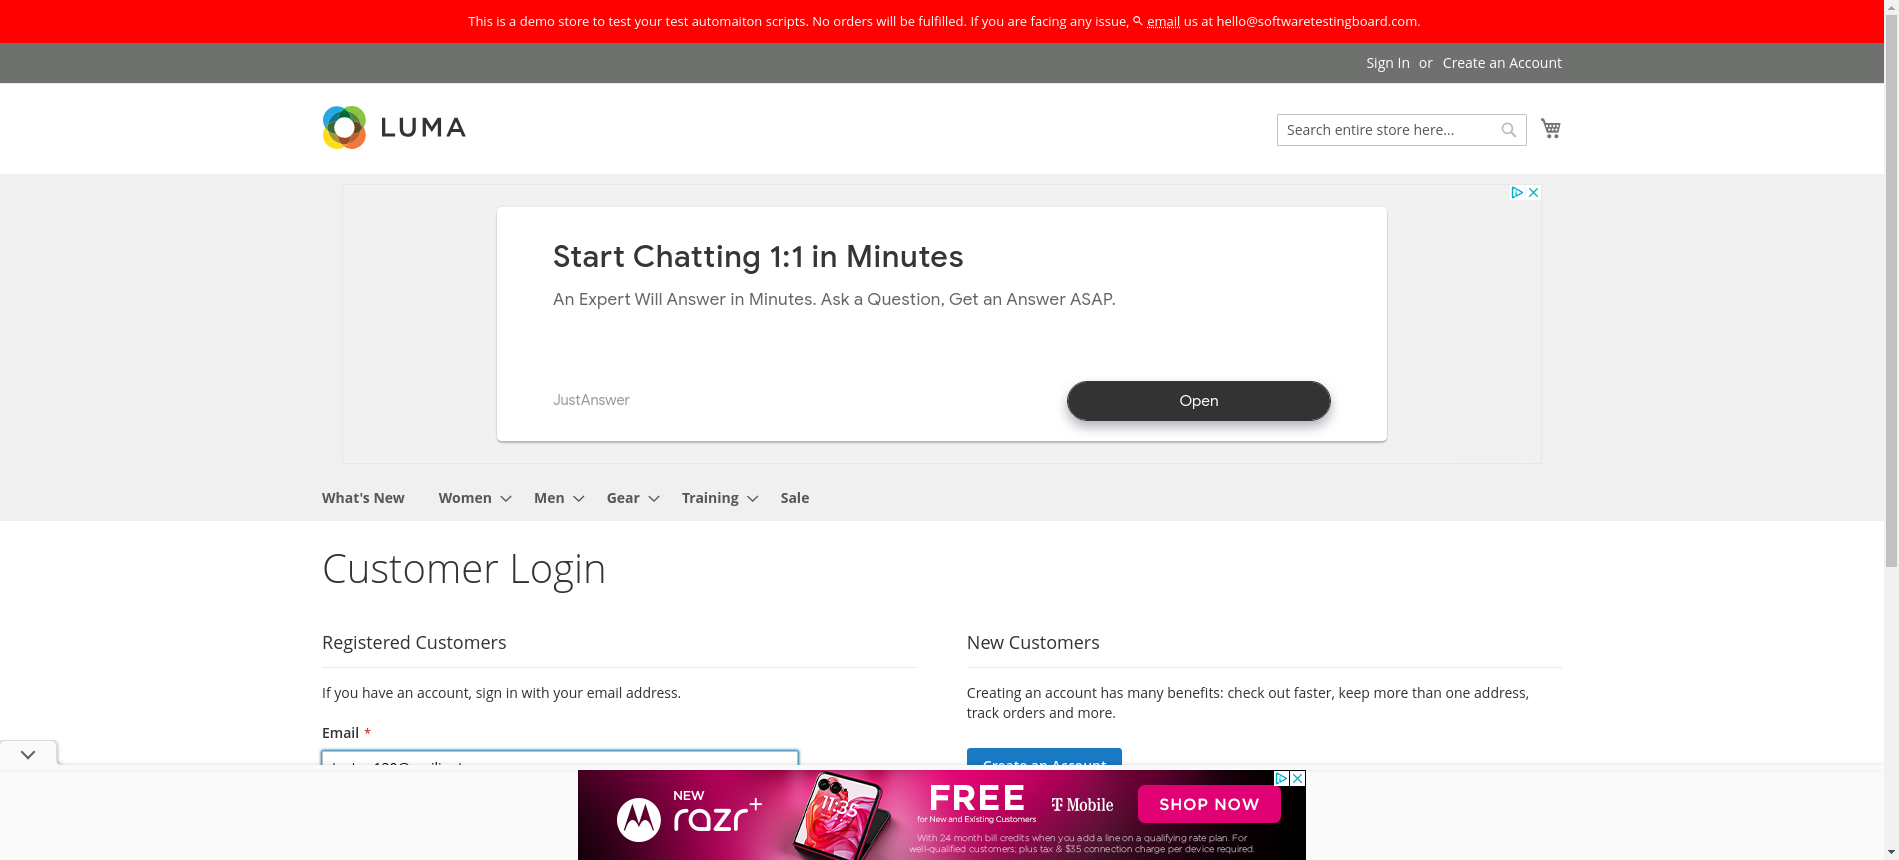 This is a demo store to test your test automaiton scripts. No orders will be fulfilled. If you are facing any issue, email us at hello@softwaretestingboard.com.
Sign In or Create an Account
LUMA
Search entire store here...
Start Chatting 1:1 in Minutes
An Expert Will Answer in Minutes. Ask a Question, Get an Answer ASAP.
JustAnswer
Open
What's New Women Men Gear Training Sale
Customer Login
Registered Customers
If you have an account, sign in with your email address.
Email *
New Customers
Creating an account has many benefits: check out faster, keep more than one address,
track orders and more.
Create an Account
NEW
razr+
11:35
FREE
for New and Existing Customers
T Mobile
SHOP NOW
With 24 month bill credits when you add a line on a qualifying rate plan. For
well-qualified customers; plus tax & $35 connection charge per device required.